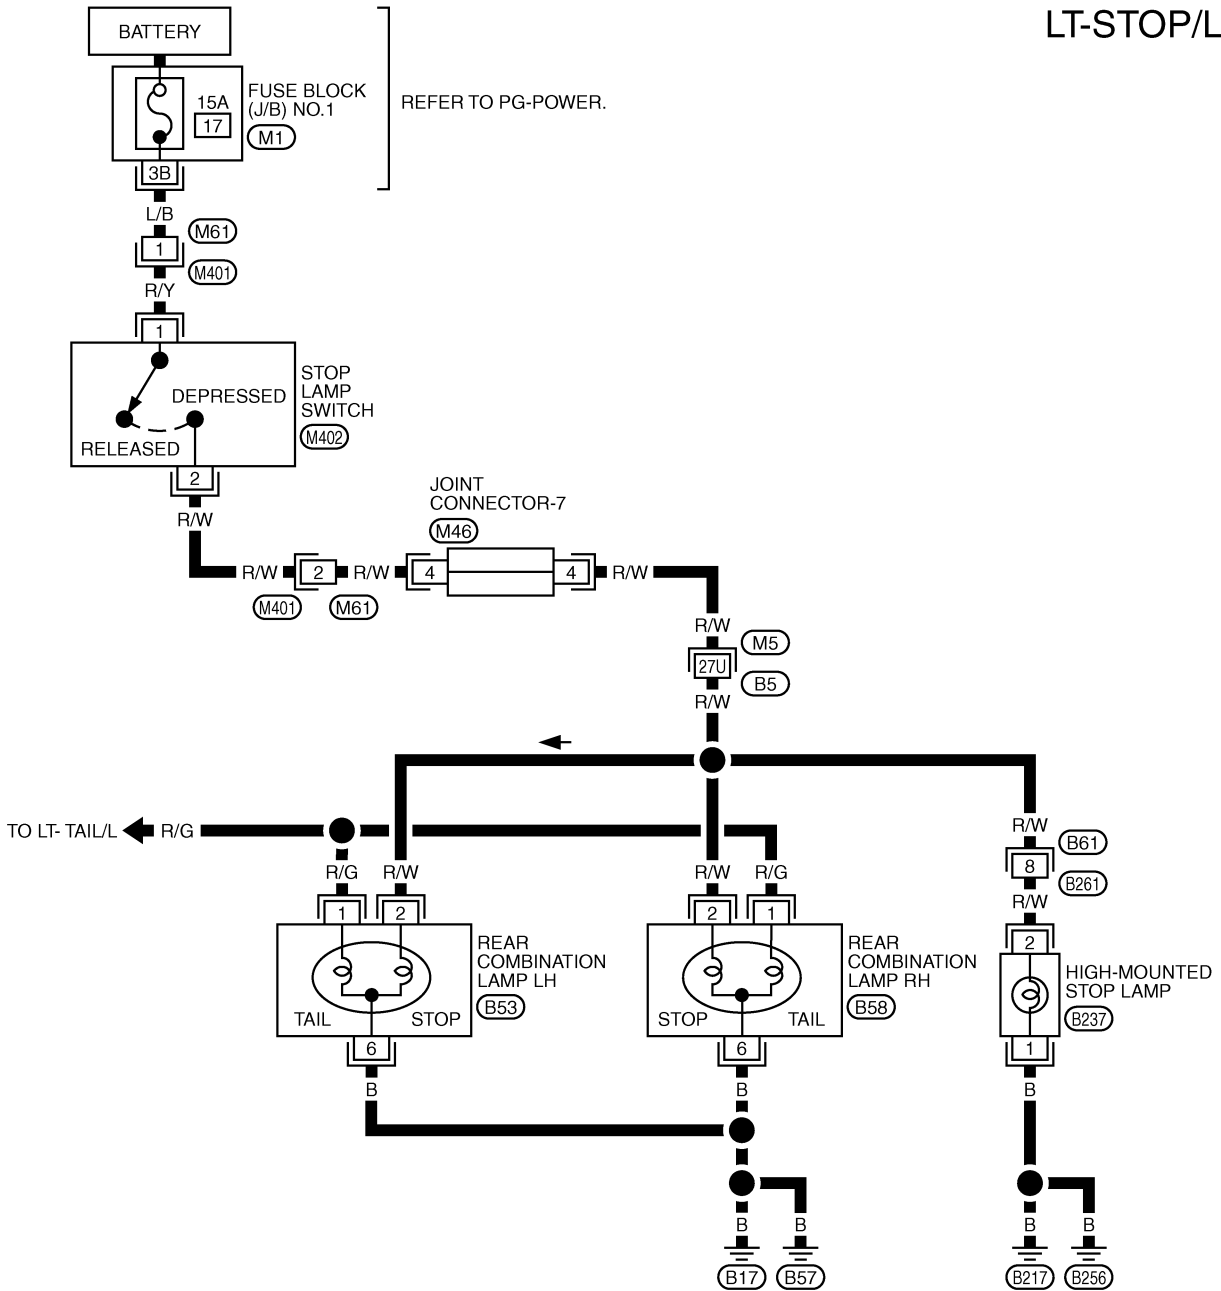 LT-STOP/L
BATTERY
FUSE BLOCK
(J/B) NO.1
15A
17
M1
REFER TO PG-POWER.
3B
L/B
M61
1
M401
R/Y
1
STOP
LAMP
SWITCH
DEPRESSED
RELEASED
M402
2
R/W
JOINT
CONNECTOR-7
M46
R/W
2
R/W
4
4
R/W
M401
M61
R/W
M5
27U
B5
R/W
TO LT- TAIL/L
R/G
R/W
B61
8
B261
R/W
R/G
R/W
R/W
R/G
1
2
2
1
2
REAR
COMBINATION
LAMP LH
B53
TAIL
STOP
REAR
COMBINATION
LAMP RH
B58
STOP
TAIL
HIGH-MOUNTED
STOP LAMP
B237
6
6
1
B
B
B
B
B
B
B
B17
B57
B217
B256